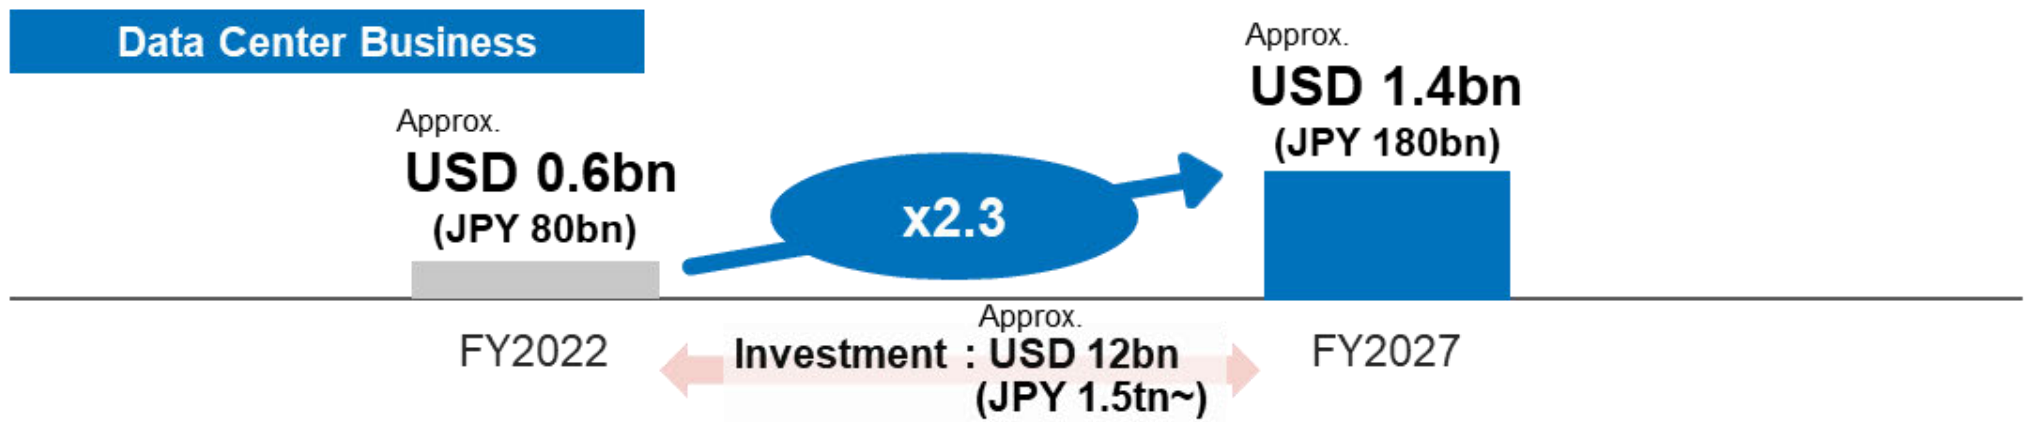 Data Center Business
Approx.
USD 0.6bn
(JPY 80bn)
x2.3
Approx.
USD 1.4bn
(JPY 180bn)
FY2022
Approx.
Investment : USD 12bn
(JPY 1.5tn~)
FY2027